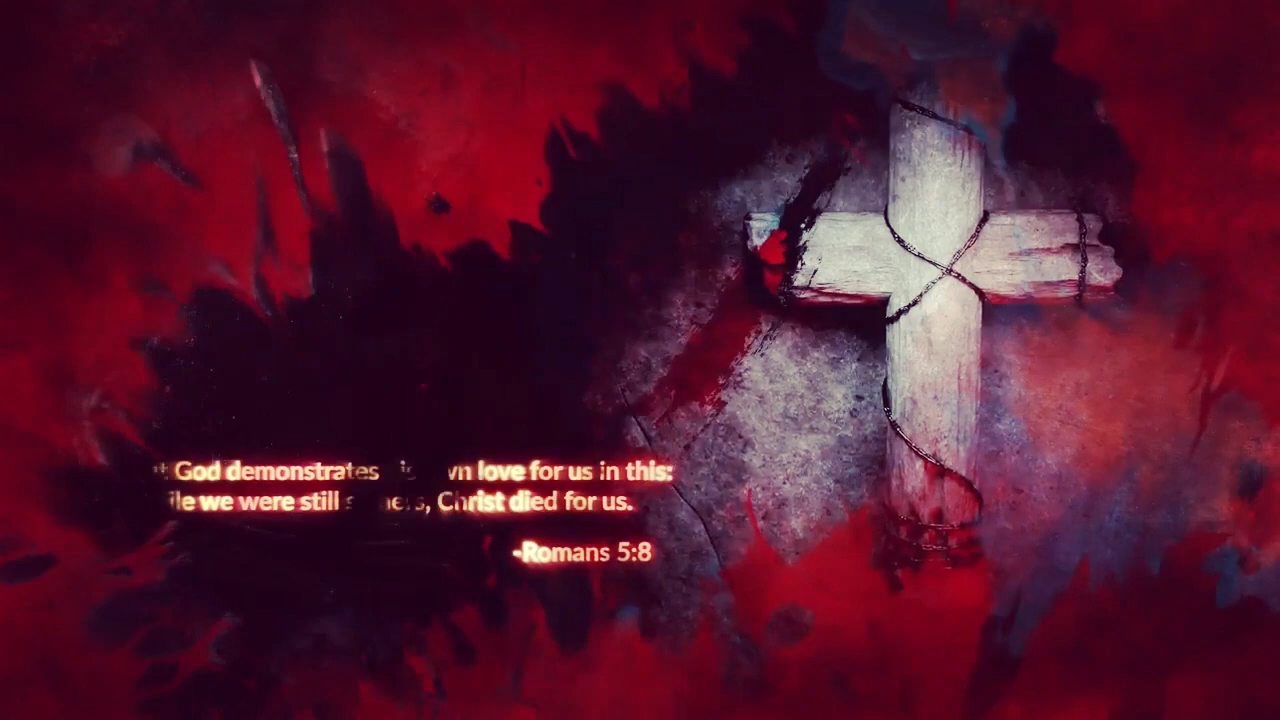 God demonstrates love for us in this:
we were still Christ died for us.
-Romans 5:8